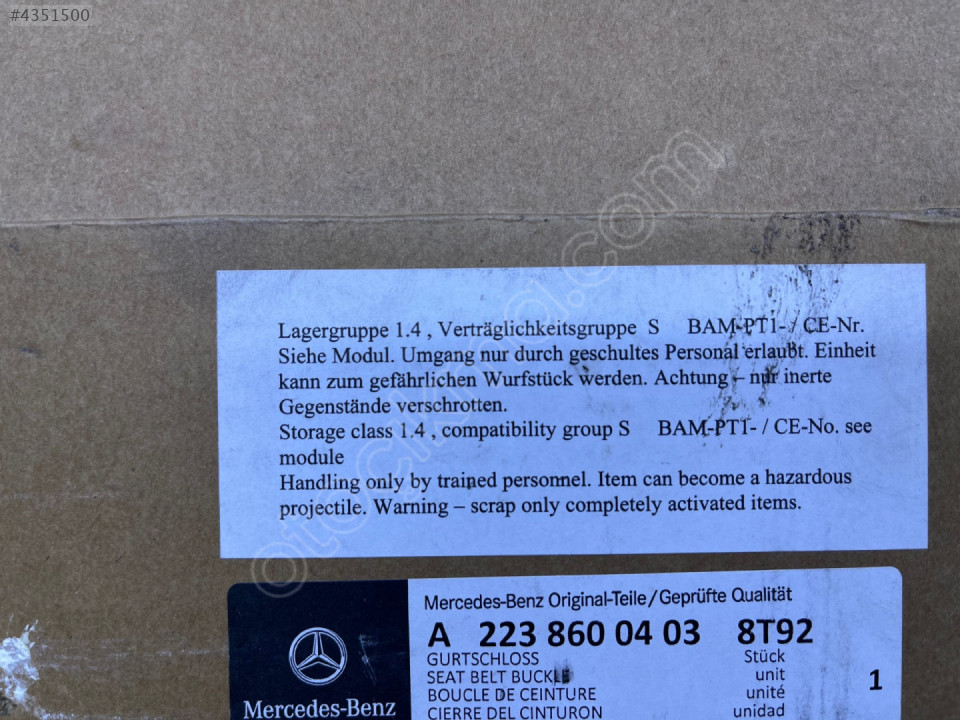 #4351500
Lagergruppe 1.4 , Verträglichkeitsgruppe S BAM-PT1- / CE-Nr.
Siehe Modul. Umgang nur durch geschultes Personal erlaubt. Einheit
kann zum gefährlichen Wurfstück werden. Achtung – nur inerte
Gegenstände verschrotten.
Storage class 1.4 , compatibility group S BAM-PT1- / CE-No. see
module
Handling only by trained personnel. Item can become a hazardous
projectile. Warning – scrap only completely activated items.
otocikma.com
Mercedes-Benz Original-Teile/Geprüfte Qualität
A 223 860 04 03 8T92
GURTSCHLOSS Stück
SEAT BELT BUCKLE unit
BOUCLE DE CEINTURE unité 1
CIERRE DEL CINTURON unidad
Mercedes-Benz